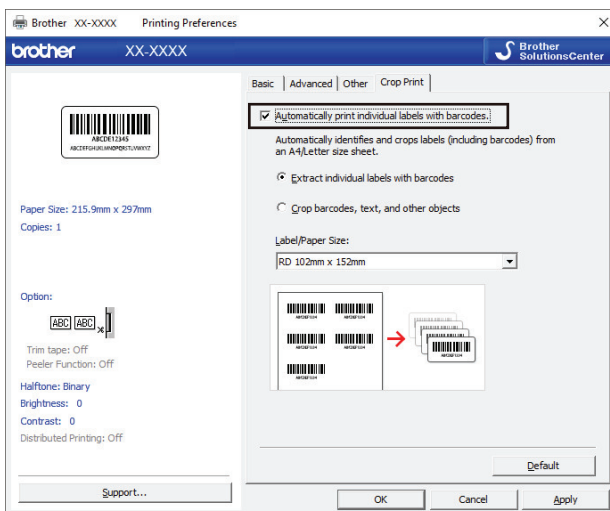 Brother XX-XXXX Printing Preferences
brother XX-XXXX
Brother
SolutionsCenter
ABCDE12345
Paper Size: 215.9mm x 297mm
Copies: 1
Option:
ABC ABC
Trim tape: Off
Peeler Function: Off
Halftone: Binary
Brightness: 0
Contrast: 0
Distributed Printing: Off
Support...
Basic Advanced Other Crop Print
Automatically print individual labels with barcodes.
Automatically identifies and crops labels (including barcodes) from
an A4/Letter size sheet.
Extract individual labels with barcodes
Crop barcodes, text, and other objects
Label/Paper Size:
RD 102mm x 152mm
Default
OK Cancel Apply